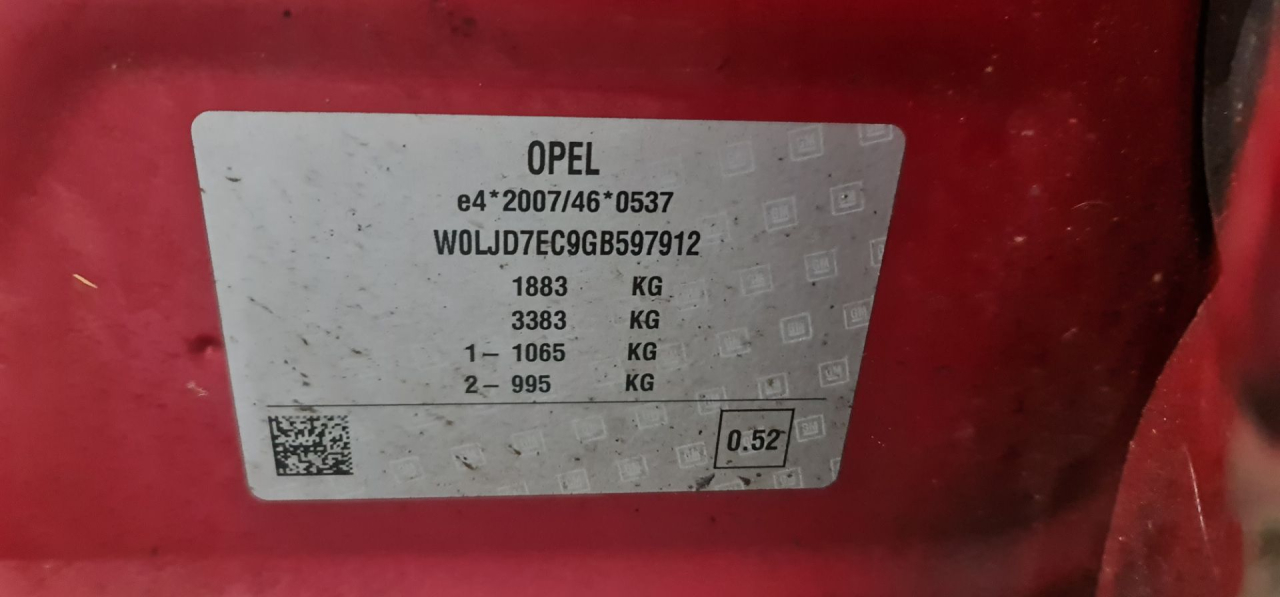 OPEL
e4*2007/46*0537
W0LJD7EC9GB597912
1883 KG
3383 KG
1– 1065 KG
2– 995 KG
0.52